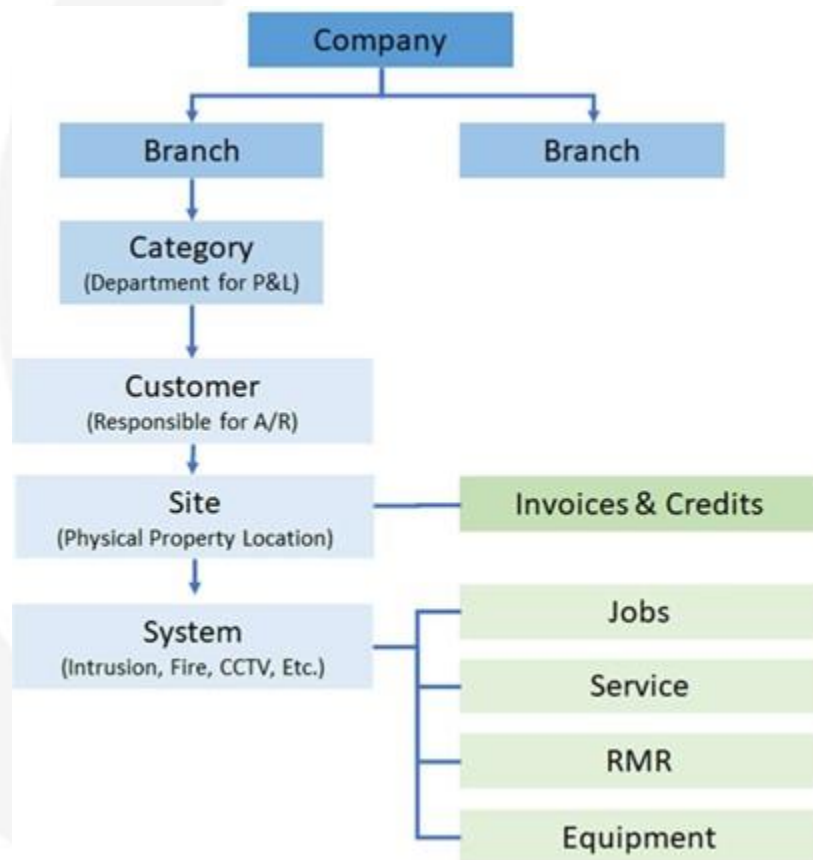 Company
Branch
Branch
Category
(Department for P&L)
Customer
(Responsible for A/R)
Site
(Physical Property Location)
Invoices & Credits
System
(Intrusion, Fire, CCTV, Etc.)
Jobs
Service
RMR
Equipment